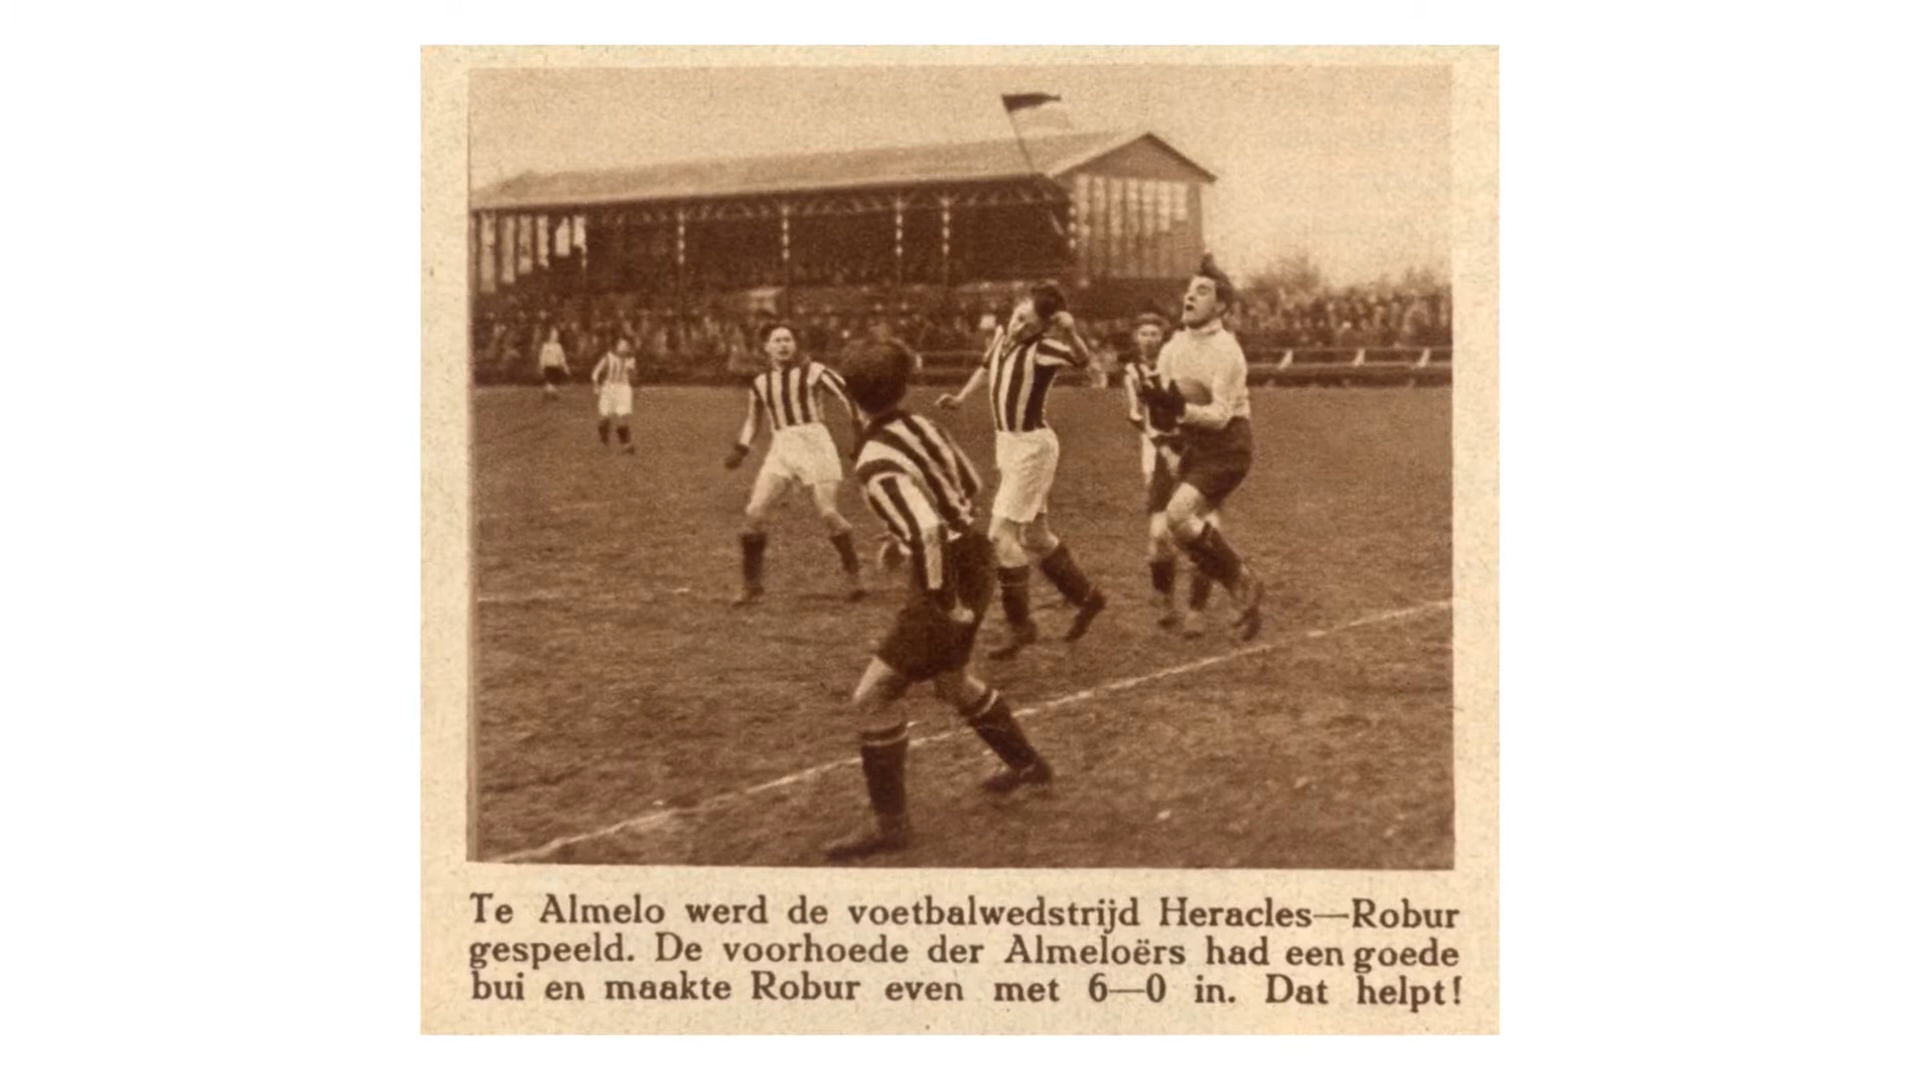 Te Almelo werd de voetbalwedstrijd Heracles—Robur
gespeeld. De voorhoede der Almeloërs had een goede
bui en maakte Robur even met 6—0 in. Dat helpt!